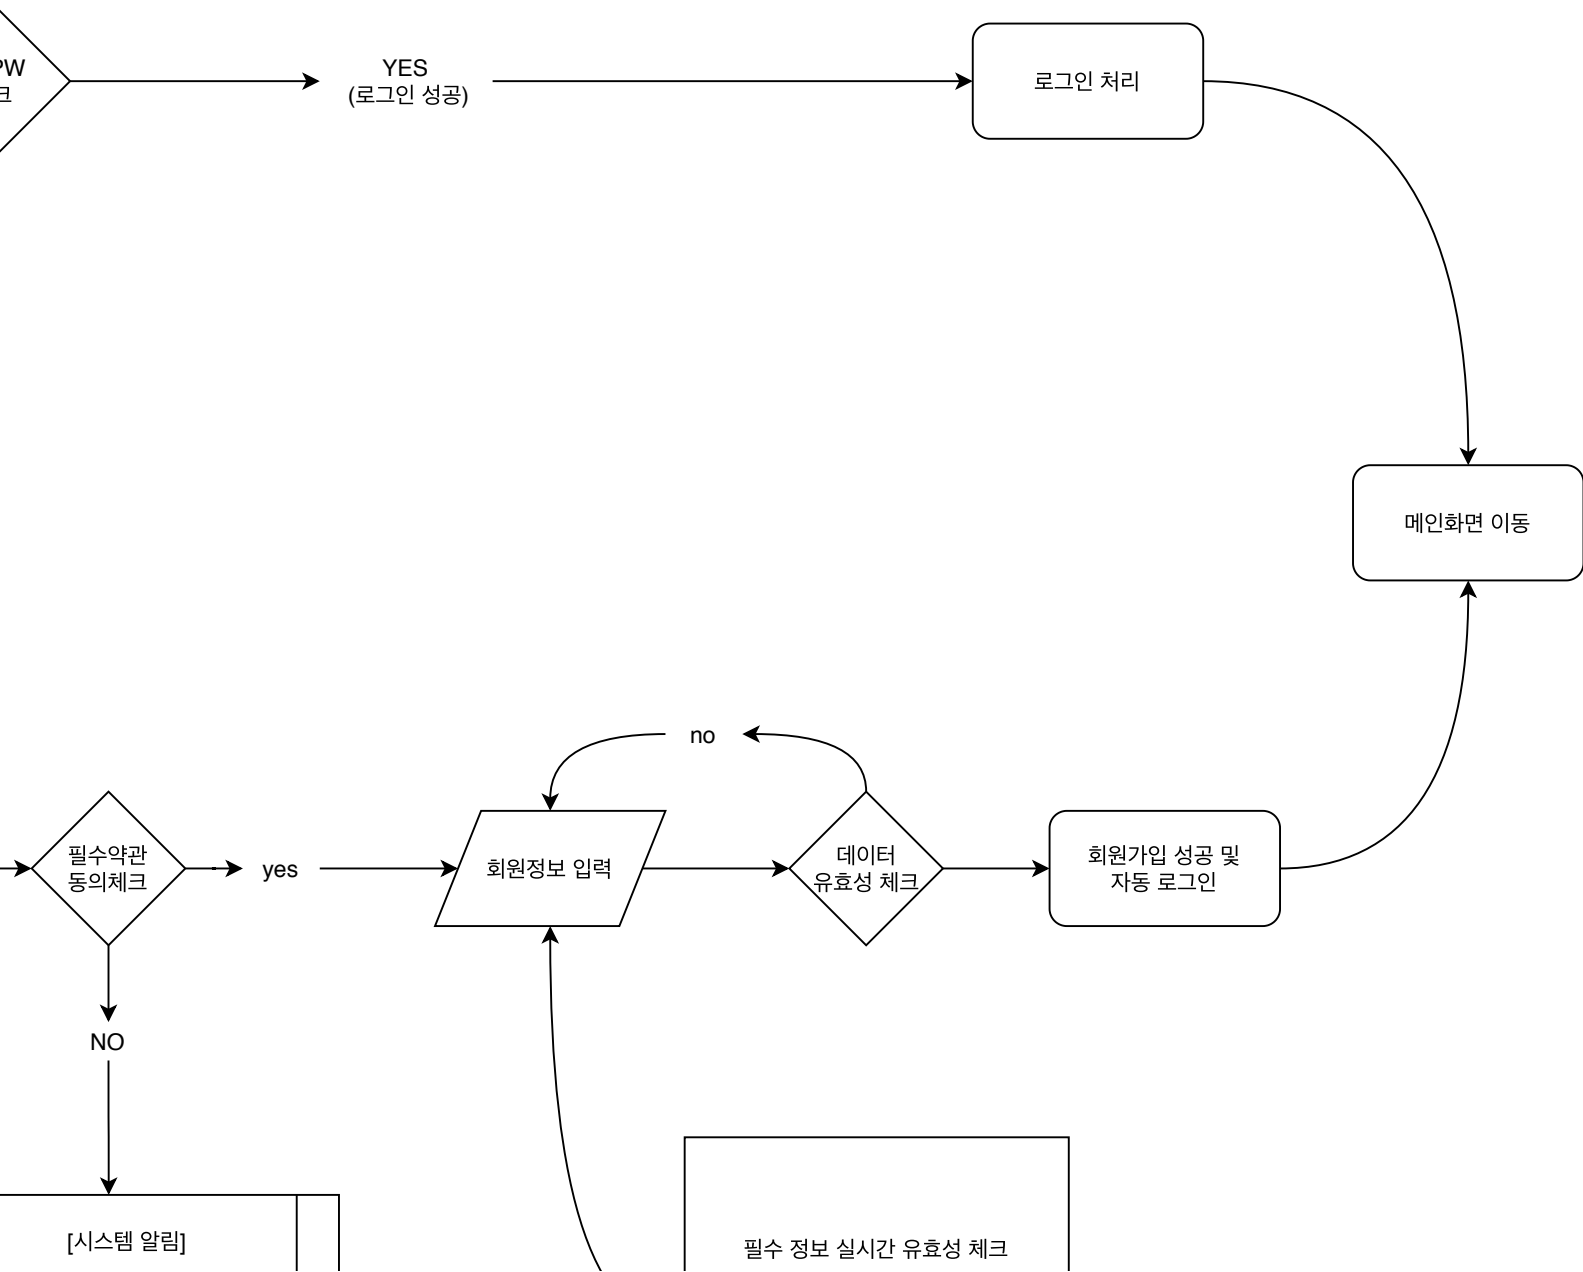 PW
크
YES
(로그인 성공)
로그인 처리
메인화면 이동
no
필수약관
동의체크
yes
회원정보 입력
데이터
유효성 체크
회원가입 성공 및
자동 로그인
NO
[시스템 알림]
필수 정보 실시간 유효성 체크